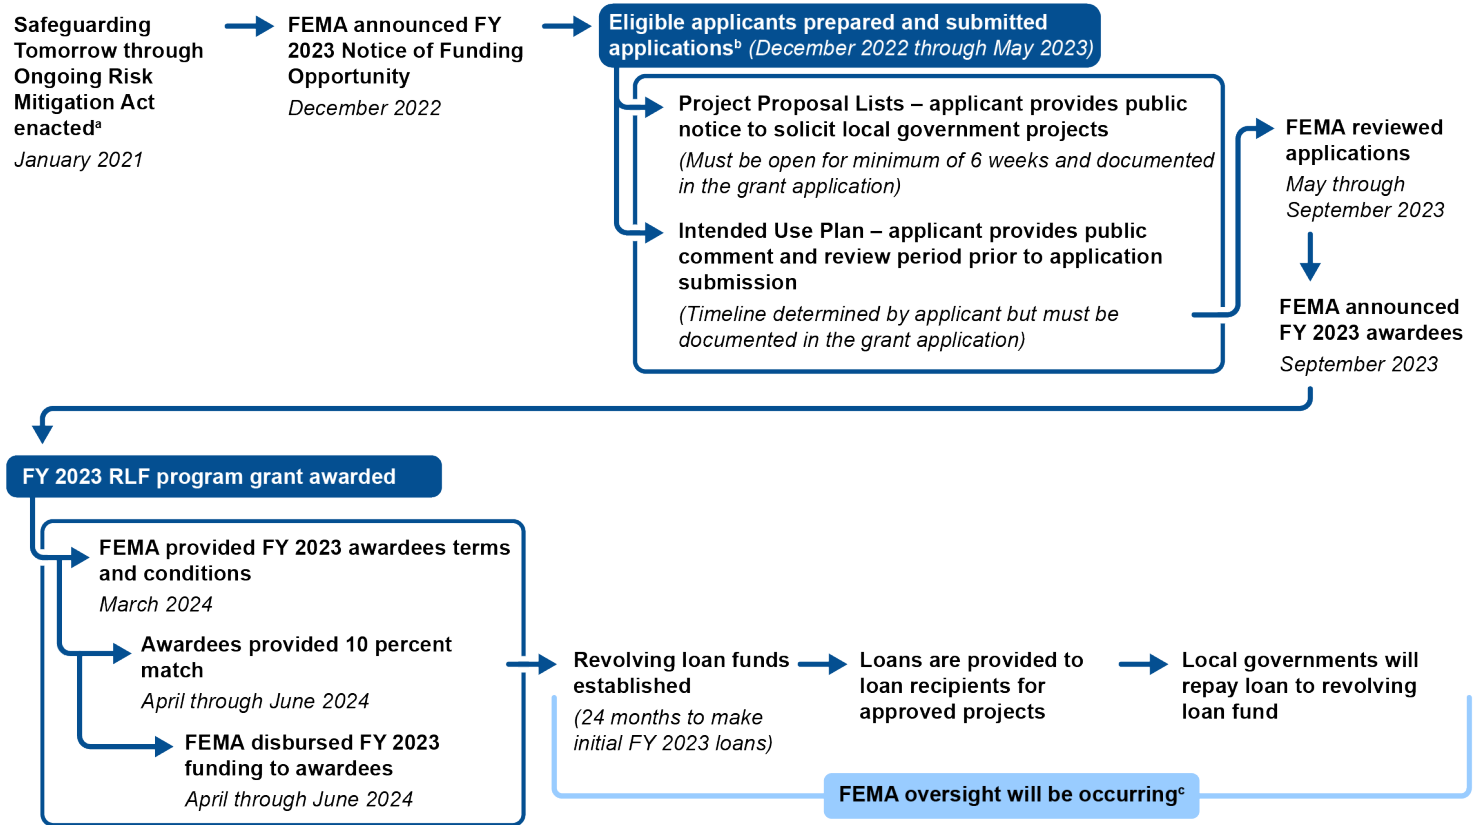 Safeguarding
Tomorrow through
Ongoing Risk
Mitigation Act
enactedᵃ
January 2021
FEMA announced FY
2023 Notice of Funding
Opportunity
December 2022
Eligible applicants prepared and submitted
applicationsᵇ (December 2022 through May 2023)
Project Proposal Lists – applicant provides public
notice to solicit local government projects
(Must be open for minimum of 6 weeks and documented
in the grant application)
Intended Use Plan – applicant provides public
comment and review period prior to application
submission
(Timeline determined by applicant but must be
documented in the grant application)
FEMA reviewed
applications
May through
September 2023
FEMA announced
FY 2023 awardees
September 2023
FY 2023 RLF program grant awarded
FEMA provided FY 2023 awardees terms
and conditions
March 2024
Awardees provided 10 percent
match
April through June 2024
FEMA disbursed FY 2023
funding to awardees
April through June 2024
Revolving loan funds
established
(24 months to make
initial FY 2023 loans)
Loans are provided to
loan recipients for
approved projects
Local governments will
repay loan to revolving
loan fund
FEMA oversight will be occurringᶜ